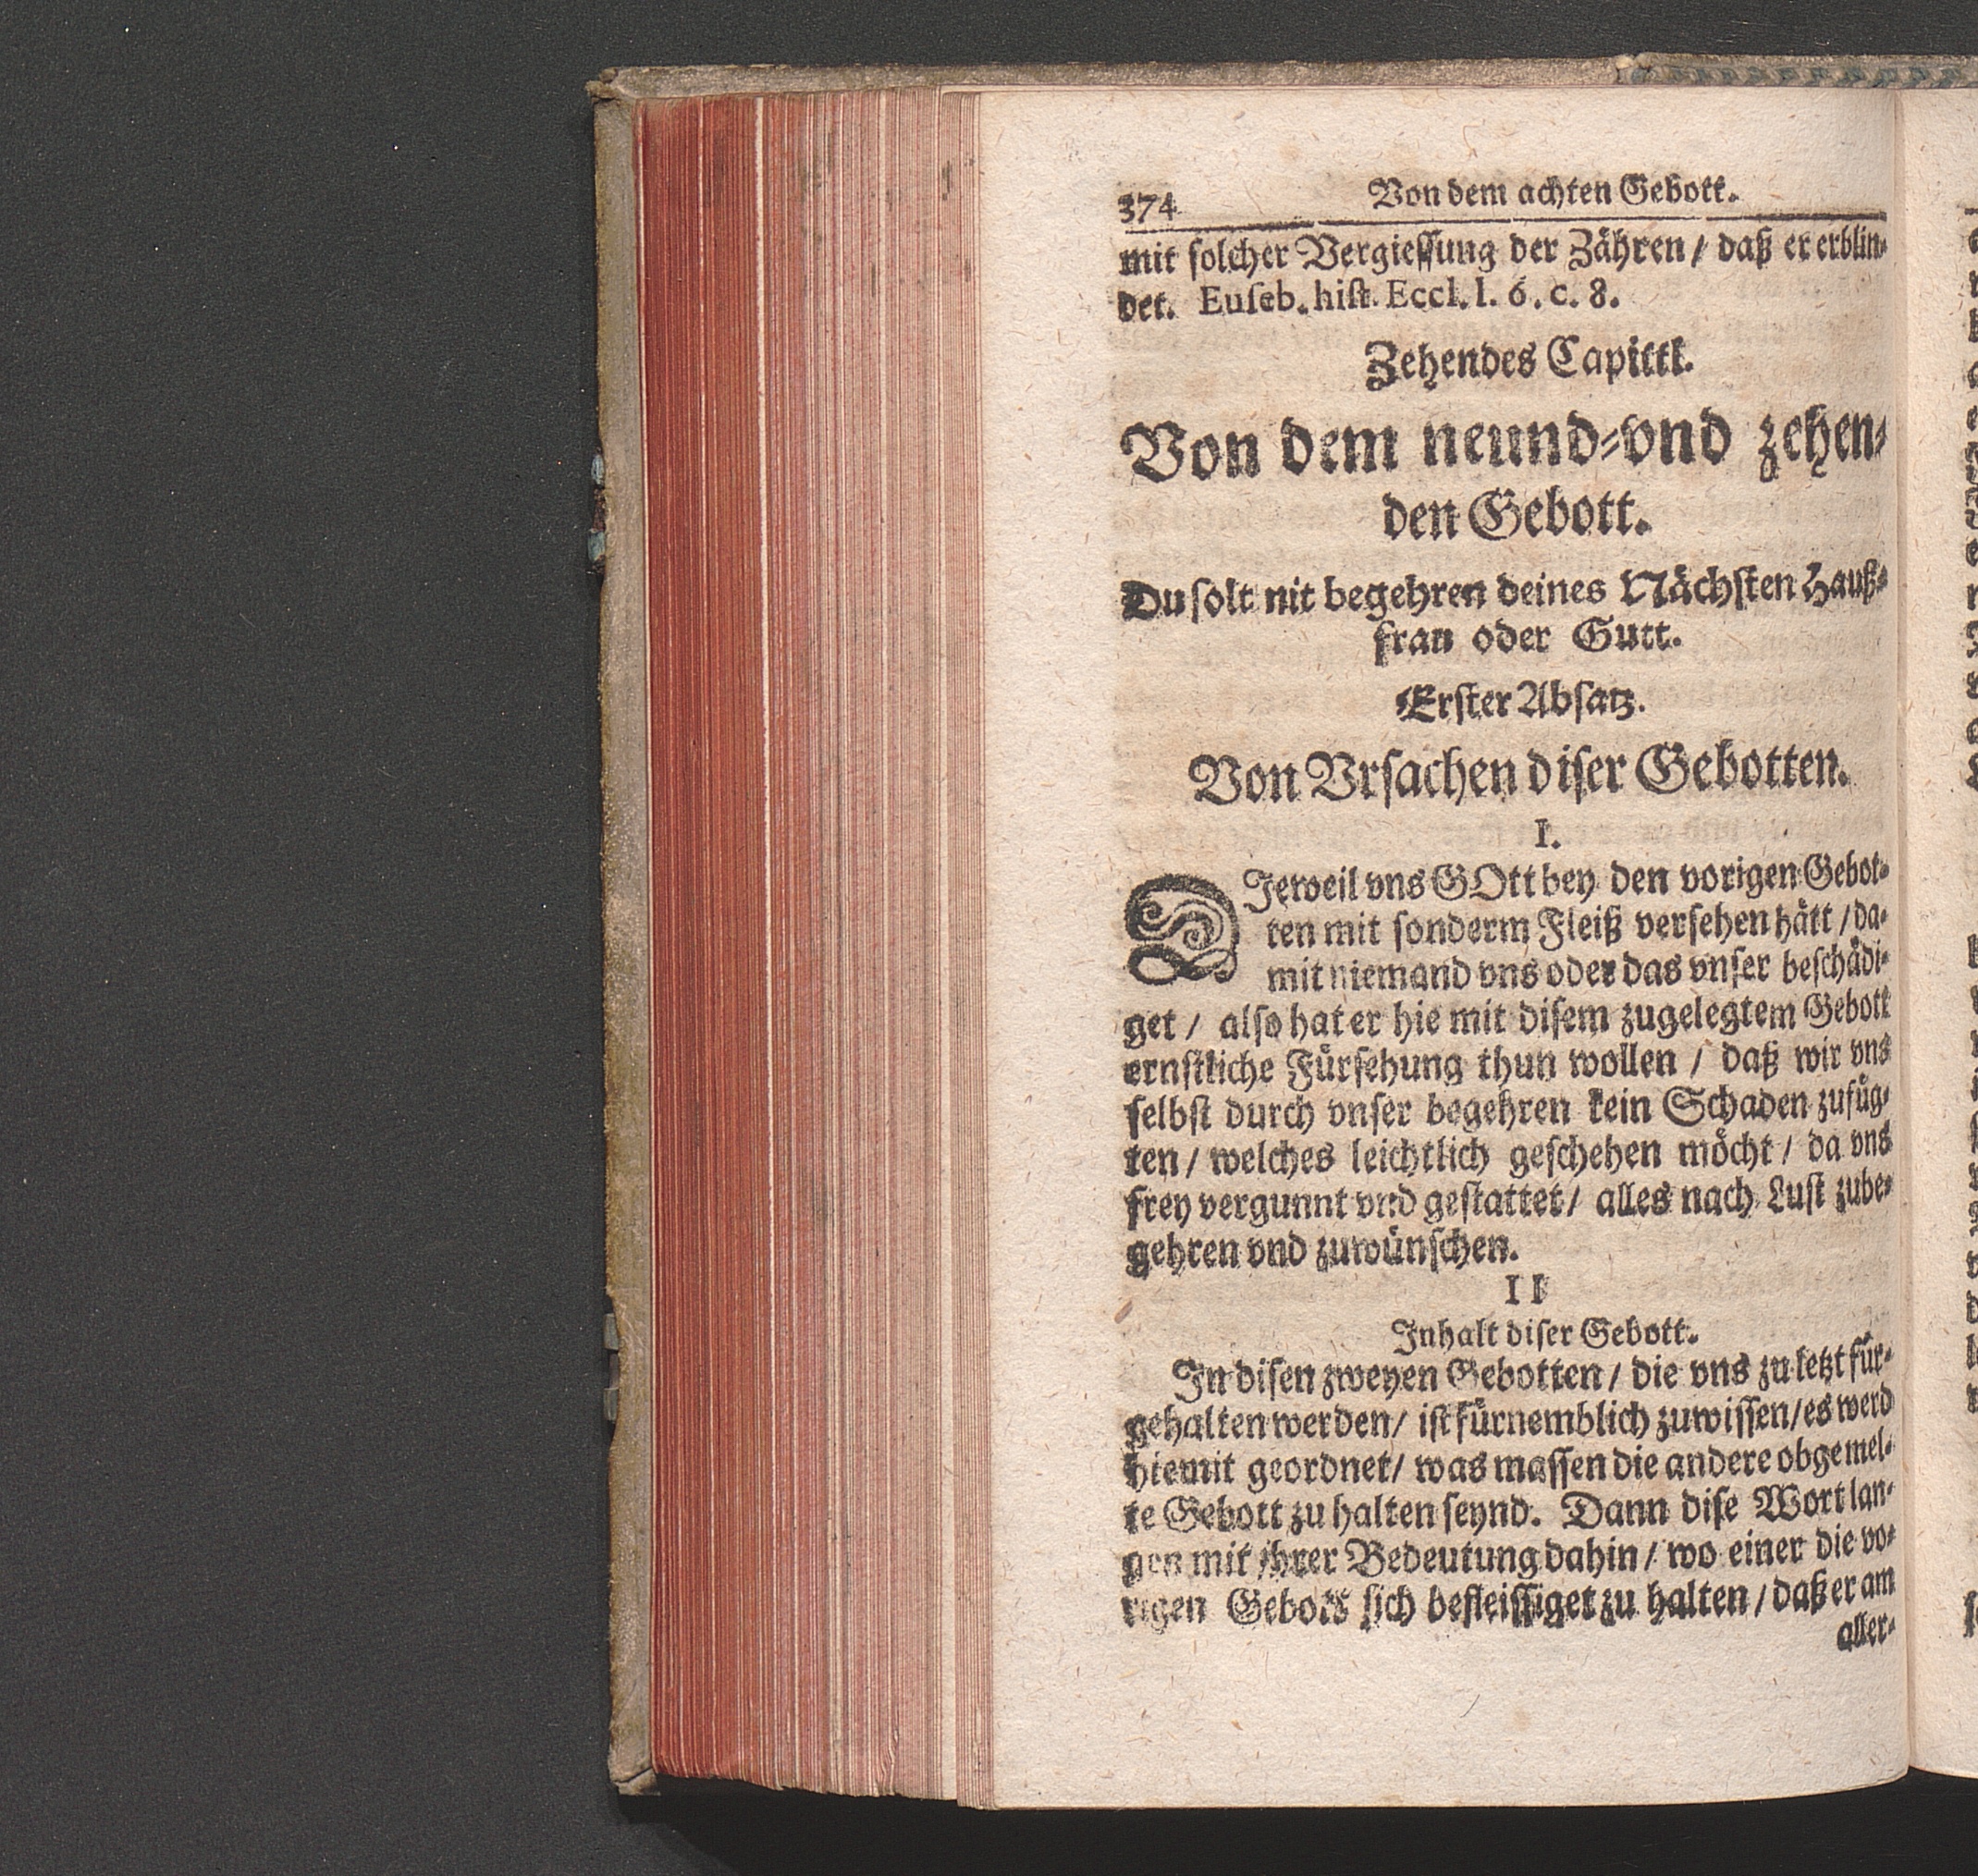 374 Von dem achten Gebott.
mit solcher Vergiessung der Zähren / daß er erblin-
det. Euseb. hist. Eccl. l. 6. c. 8.
Zehendes Capittl.
Von dem neund-vnd zehen-
den Gebott.
Du solt nit begehren deines Nächsten Hauß-
frau oder Gutt.
Erster Absatz.
Von Vrsachen diser Gebotten.
I.
DIeweil vns GOtt bey den vorigen Gebot-
ten mit sonderm Fleiß versehen hätt / da-
mit niemand vns oder das vnser beschädi-
get / also hat er hie mit disem zugelegtem Gebott
ernstliche Fürsehung thun wollen / daß wir vns
selbst durch vnser begehren kein Schaden zufüg-
ten / welches leichtlich geschehen möcht / da vns
frey vergunnt vnd gestattet / alles nach Lust zube-
gehren vnd zuwünschen.
II
Inhalt diser Gebott.
In disen zweyen Gebotten / die vns zu letzt für-
gehalten werden / ist fürnemblich zuwissen / es werd
hiemit geordnet / was massen die andere obgemel-
te Gebott zu halten seynd. Dann dise Wort lan-
gen mit ihrer Bedeutung dahin / wo einer die vo-
rigen Gebott sich befleissiget zu halten / daß er am
aller-